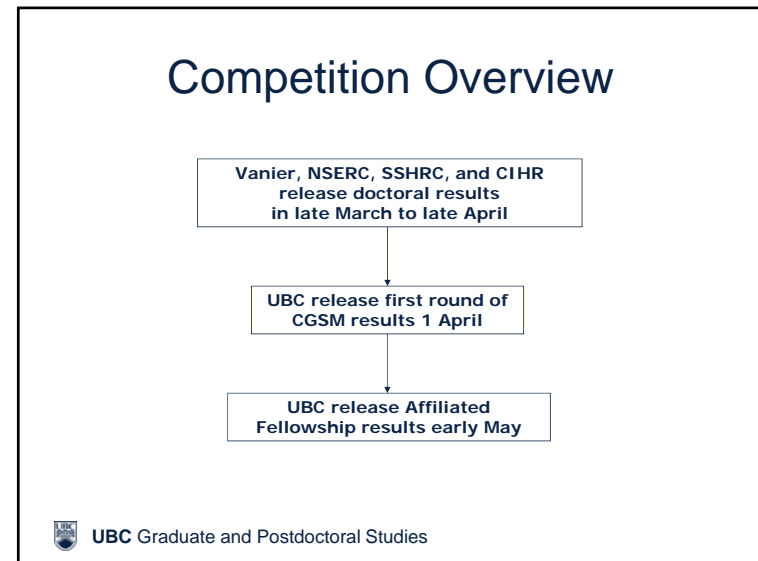 Competition Overview
Vanier, NSERC, SSHRC, and CIHR
release doctoral results
in late March to late April
UBC release first round of
CGSM results 1 April
UBC release Affiliated
Fellowship results early May
UBC
UBC Graduate and Postdoctoral Studies